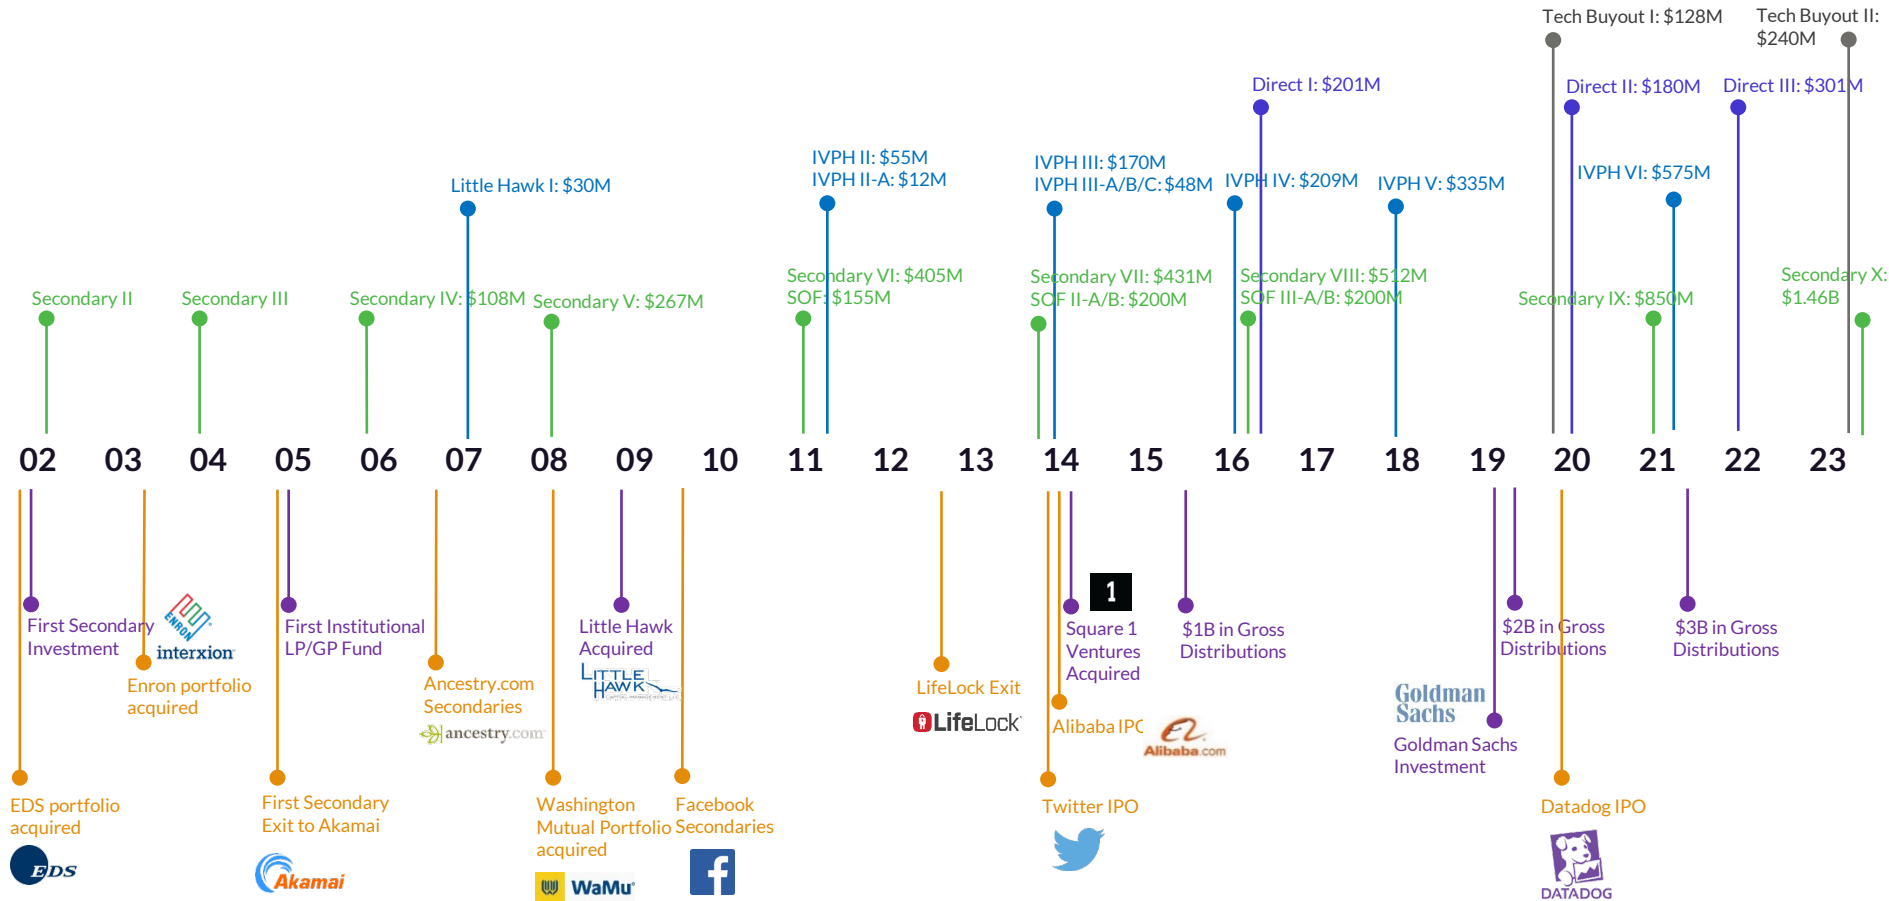 Tech Buyout I: $128M
Tech Buyout II:
$240M
Direct I: $201M
Direct II: $180M
Direct III: $301M
Little Hawk I: $30M
IVPH II: $55M
IVPH II-A: $12M
IVPH III: $170M
IVPH III-A/B/C: $48M
IVPH IV: $209M
IVPH V: $335M
IVPH VI: $575M
Secondary II
Secondary III
Secondary IV: $108M
Secondary V: $267M
Secondary VI: $405M
SOF: $155M
Secondary VII: $431M
SOF II-A/B: $200M
Secondary VIII: $512M
SOF III-A/B: $200M
Secondary IX: $850M
Secondary X:
$1.46B
02 03 04 05 06 07 08 09 10 11 12 13 14 15 16 17 18 19 20 21 22 23
First Secondary
Investment
ENRON
interxion
Enron portfolio
acquired
First Institutional
LP/GP Fund
Ancestry.com
Secondaries
ancestry.com
Little Hawk
Acquired
LITTLE
HAWK
LifeLock Exit
LifeLock
1
Square 1
Ventures
Acquired
Alibaba IPO
Alibaba.com
$1B in Gross
Distributions
Goldman
Sachs
Goldman Sachs
Investment
$2B in Gross
Distributions
$3B in Gross
Distributions
EDS portfolio
acquired
EDS
First Secondary
Exit to Akamai
Akamai
Washington
Mutual Portfolio
acquired
W WaMu
Facebook
Secondaries
f
Twitter IPO
Datadog IPO
DATADOG